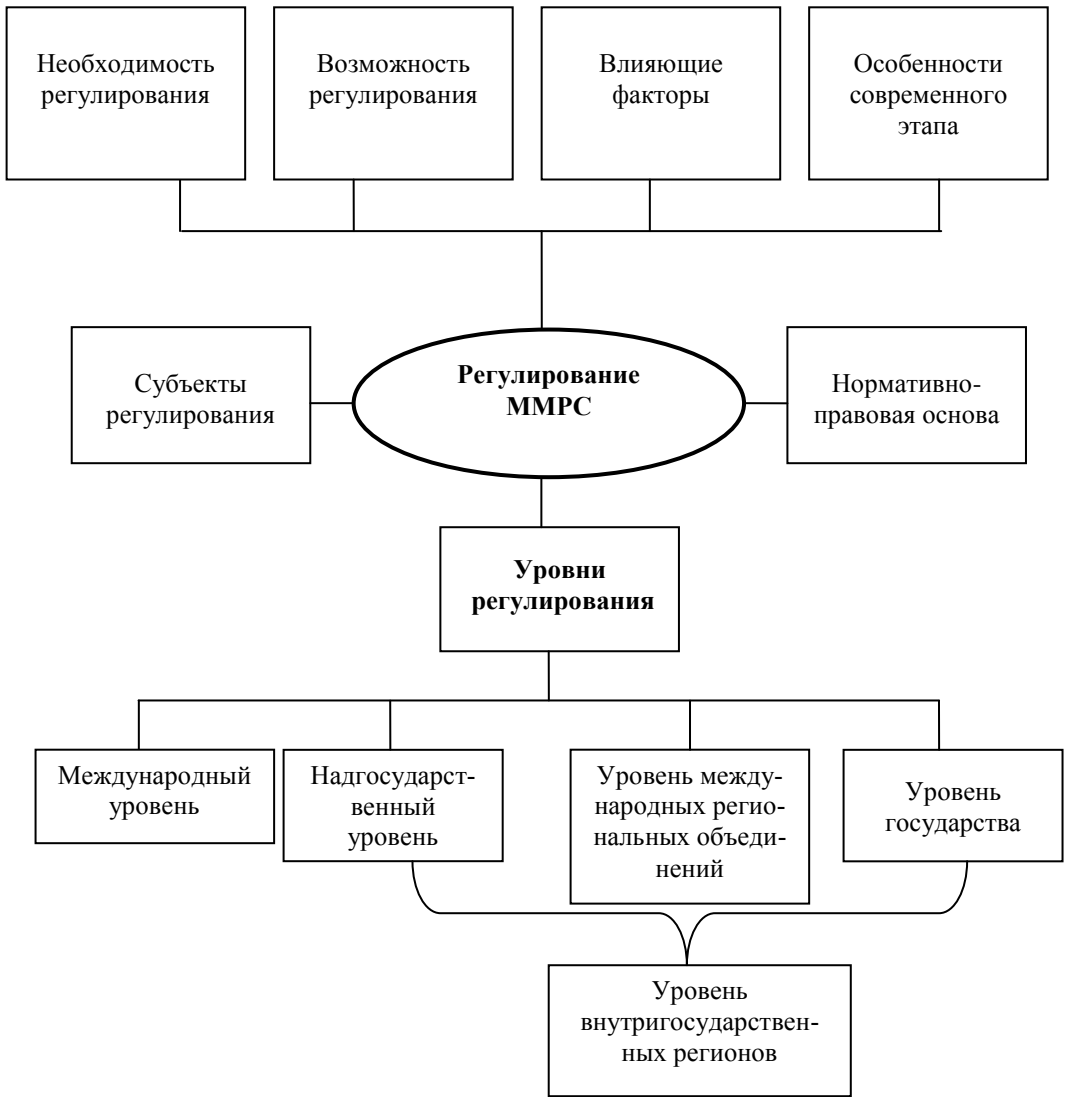 Необходимость
регулирования
Возможность
регулирования
Влияющие
факторы
Особенности
современного
этапа
Субъекты
регулирования
Регулирование
ММРС
Нормативно-
правовая основа
Уровни
регулирования
Международный
уровень
Надгосударст-
венный
уровень
Уровень между-
народных регио-
нальных объеди-
нений
Уровень
государства
Уровень
внутригосударствен-
ных регионов